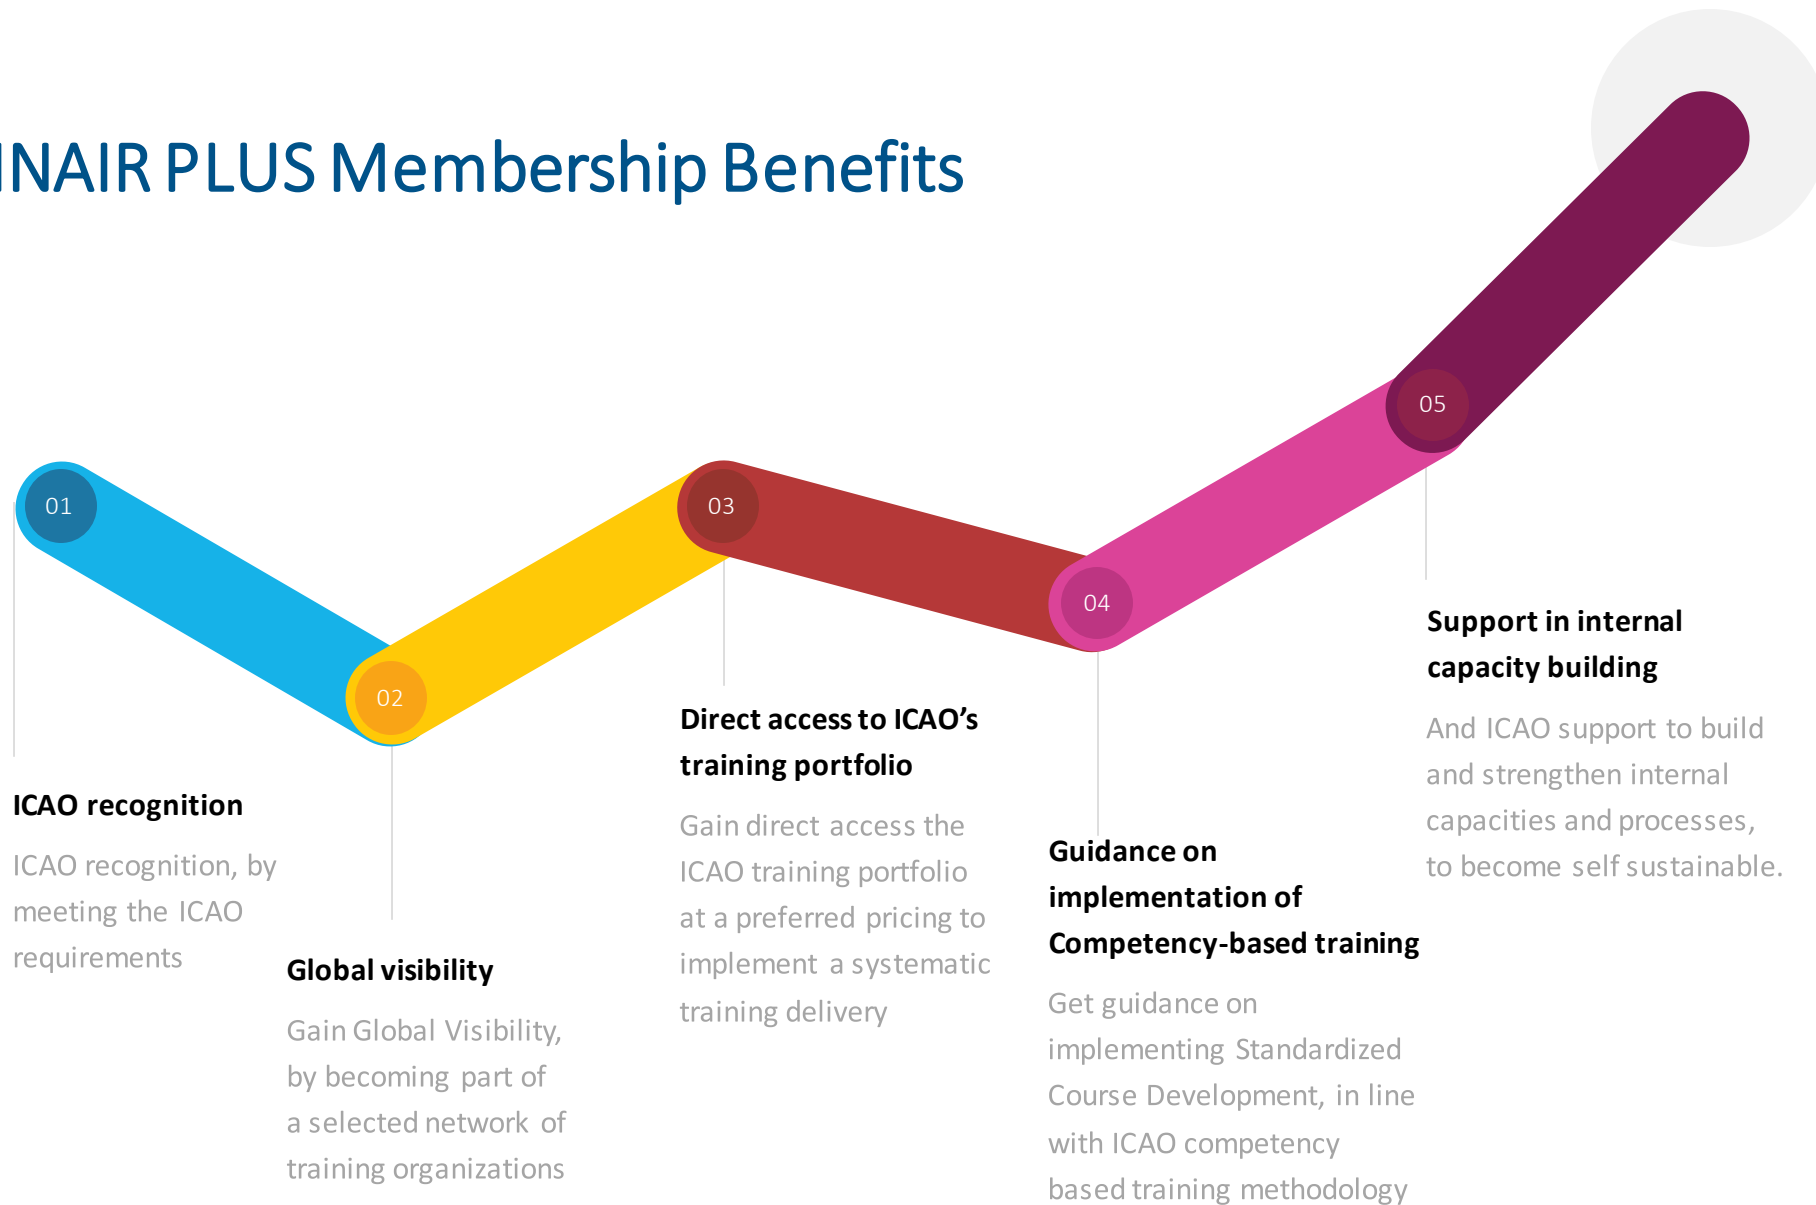 INAIR PLUS Membership Benefits
01
02
03
04
05
ICAO recognition
ICAO recognition, by
meeting the ICAO
requirements
Global visibility
Gain Global Visibility,
by becoming part of
a selected network of
training organizations
Direct access to ICAO’s
training portfolio
Gain direct access the
ICAO training portfolio
at a preferred pricing to
implement a systematic
training delivery
Guidance on
implementation of
Competency-based training
Get guidance on
implementing Standardized
Course Development, in line
with ICAO competency
based training methodology
Support in internal
capacity building
And ICAO support to build
and strengthen internal
capacities and processes,
to become self sustainable.